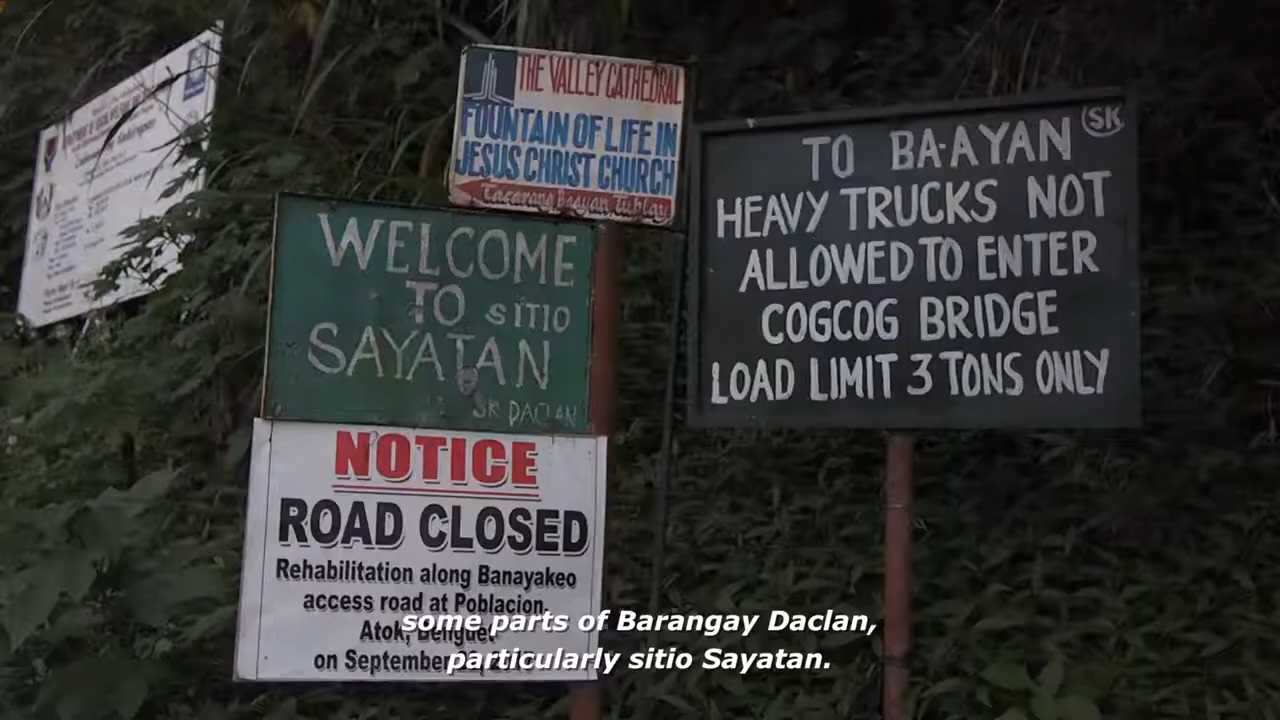 THE VALLEY CATHEDRAL
FOUNTAIN OF LIFE IN
JESUS CHRIST CHURCH
Tacarang Baayan Tublay
WELCOME
TO sitio
SAYATAN
SK DACLAN
NOTICE
ROAD CLOSED
Rehabilitation along Banayakeo
access road at Poblacion,
Atok, Benguet
on September
SK
TO BA-AYAN
HEAVY TRUCKS NOT
ALLOWED TO ENTER
COGCOG BRIDGE
LOAD LIMIT 3 TONS ONLY
some parts of Barangay Daclan,
particularly sitio Sayatan.